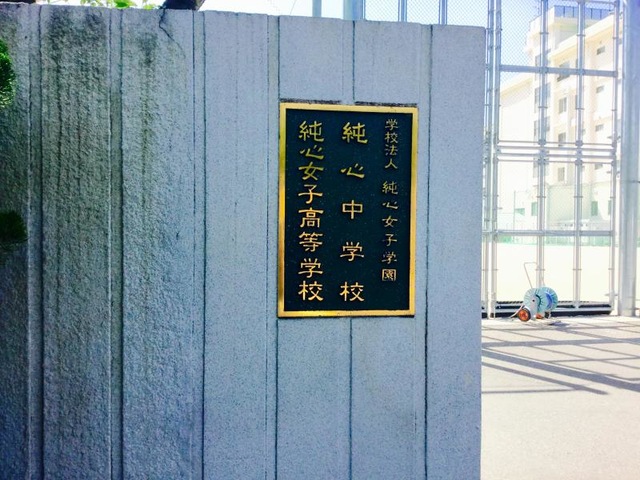 学校法人 純心女子学園
純心中学校
純心女子高等学校